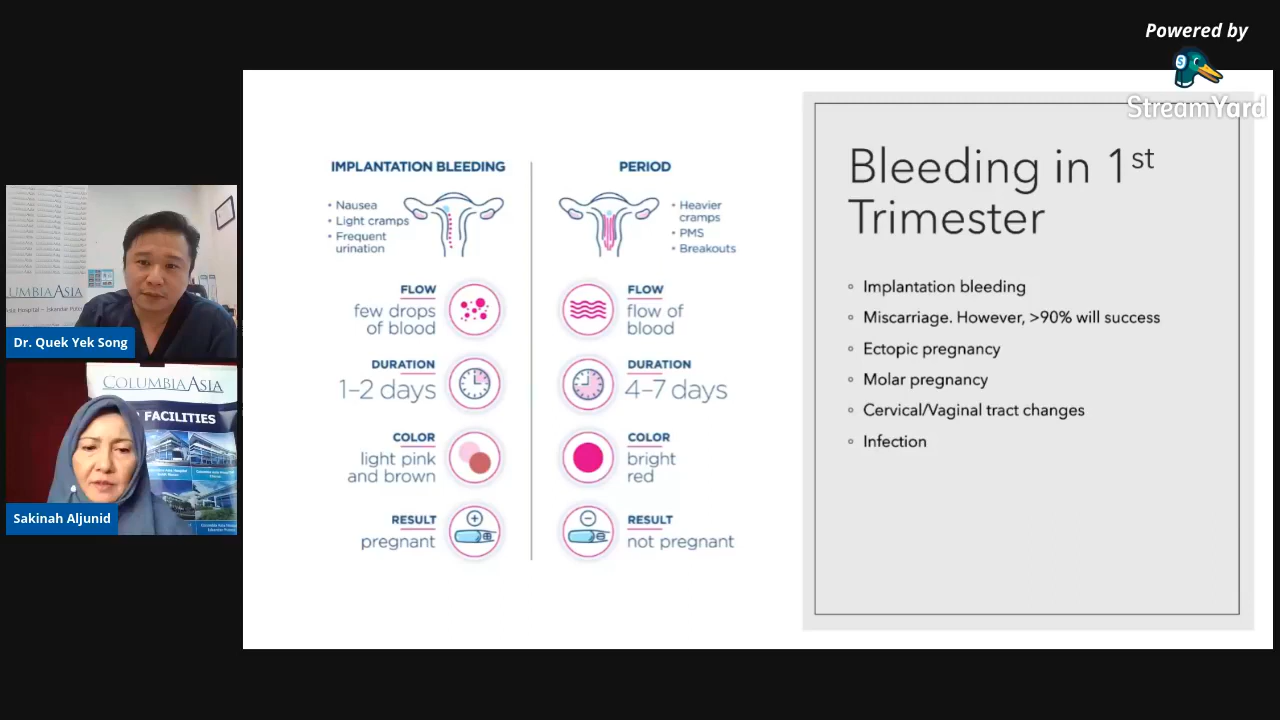 Powered by
StreamYard
COLUMBIA ASIA
Dr. Quek Yek Song
COLUMBIA ASIA
FACILITIES
Sakinah Aljunid
IMPLANTATION BLEEDING
• Nausea
• Light cramps
• Frequent
urination
FLOW
few drops
of blood
DURATION
1–2 days
COLOR
light pink
and brown
RESULT
pregnant
PERIOD
• Heavier
cramps
• PMS
• Breakouts
FLOW
flow of
blood
DURATION
4–7 days
COLOR
bright
red
RESULT
not pregnant
Bleeding in 1st
Trimester
◦ Implantation bleeding
◦ Miscarriage. However, >90% will success
◦ Ectopic pregnancy
◦ Molar pregnancy
◦ Cervical/Vaginal tract changes
◦ Infection